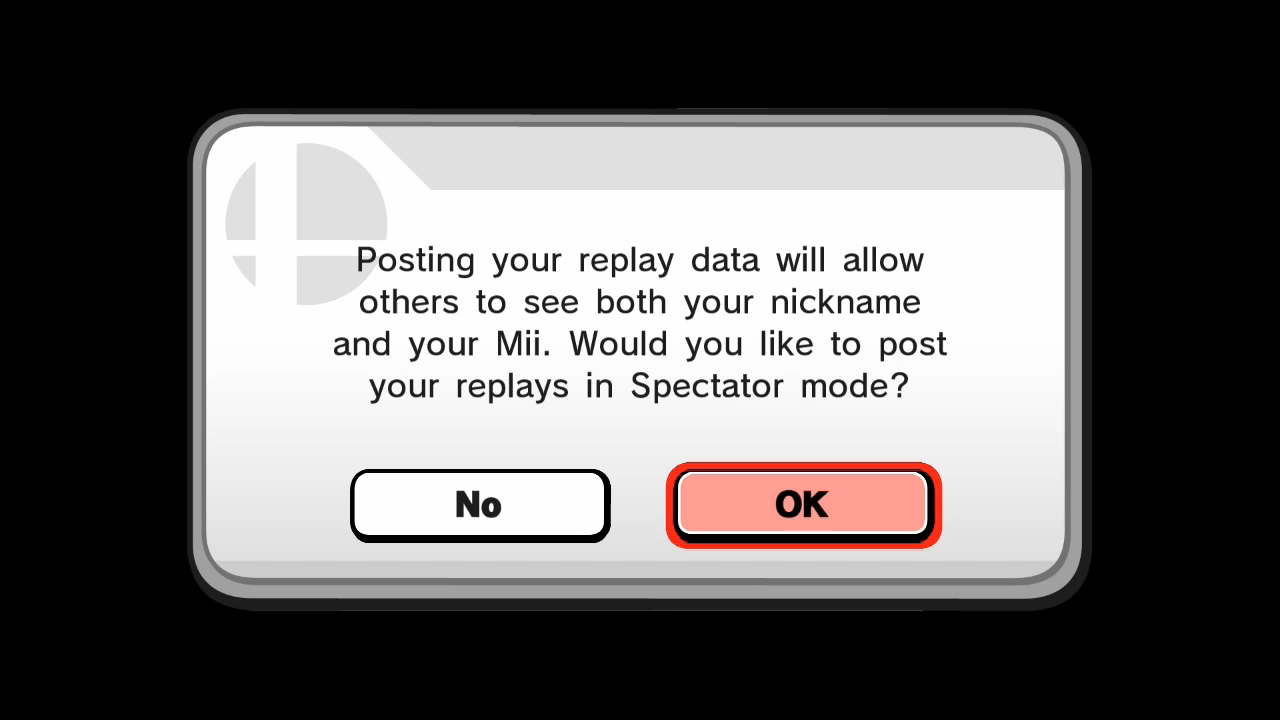 Posting your replay data will allow
others to see both your nickname
and your Mii. Would you like to post
your replays in Spectator mode?
No
OK